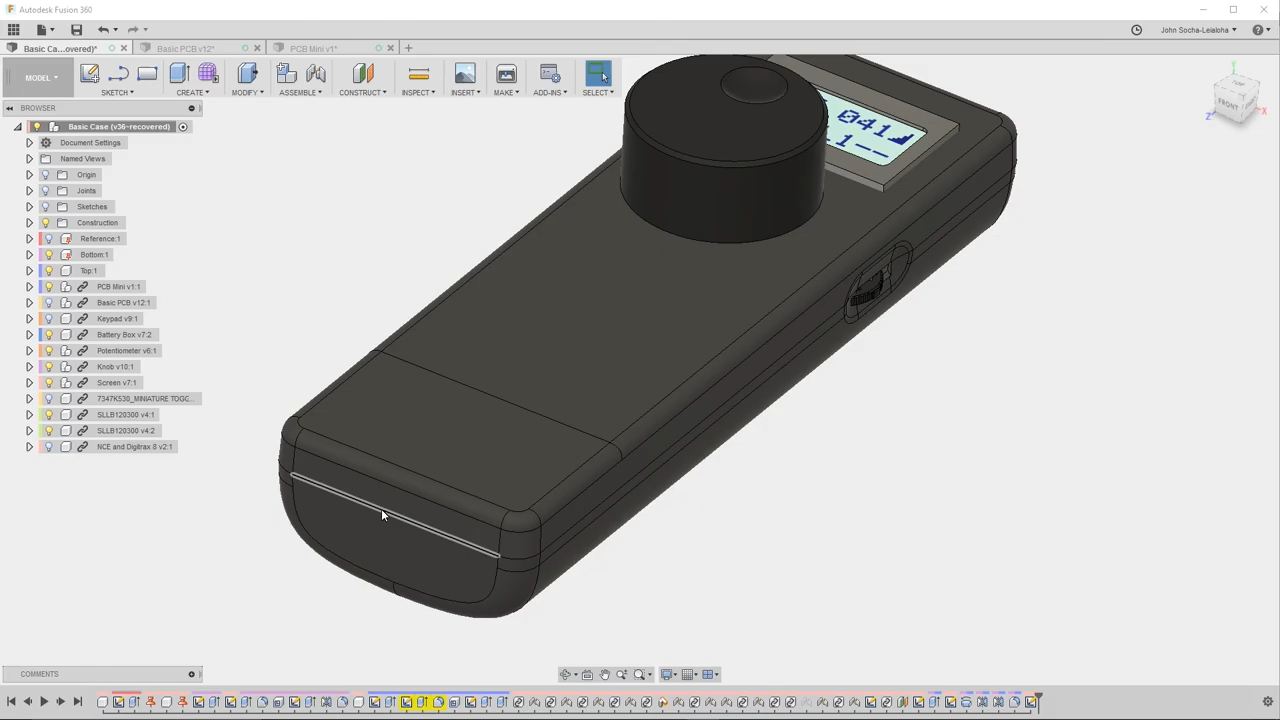 Autodesk Fusion 360
John Socha-Leialoha
Basic Ca...overed)*
Basic PCB v12*
PCB Mini v1*
MODEL
SKETCH
CREATE
MODIFY
ASSEMBLE
CONSTRUCT
INSPECT
INSERT
MAKE
ADD-INS
SELECT
BROWSER
Basic Case (v36~recovered)
Document Settings
Named Views
Origin
Joints
Sketches
Construction
Reference:1
Bottom:1
Top:1
PCB Mini v1:1
Basic PCB v12:1
Keypad v9:1
Battery Box v7:2
Potentiometer v6:1
Knob v10:1
Screen v7:1
7347K530_MINIATURE TOGG...
SLLB120300 v4:1
SLLB120300 v4:2
NCE and Digitrax 8 v2:1
041
1--
FRONT
Y
X
Z
COMMENTS